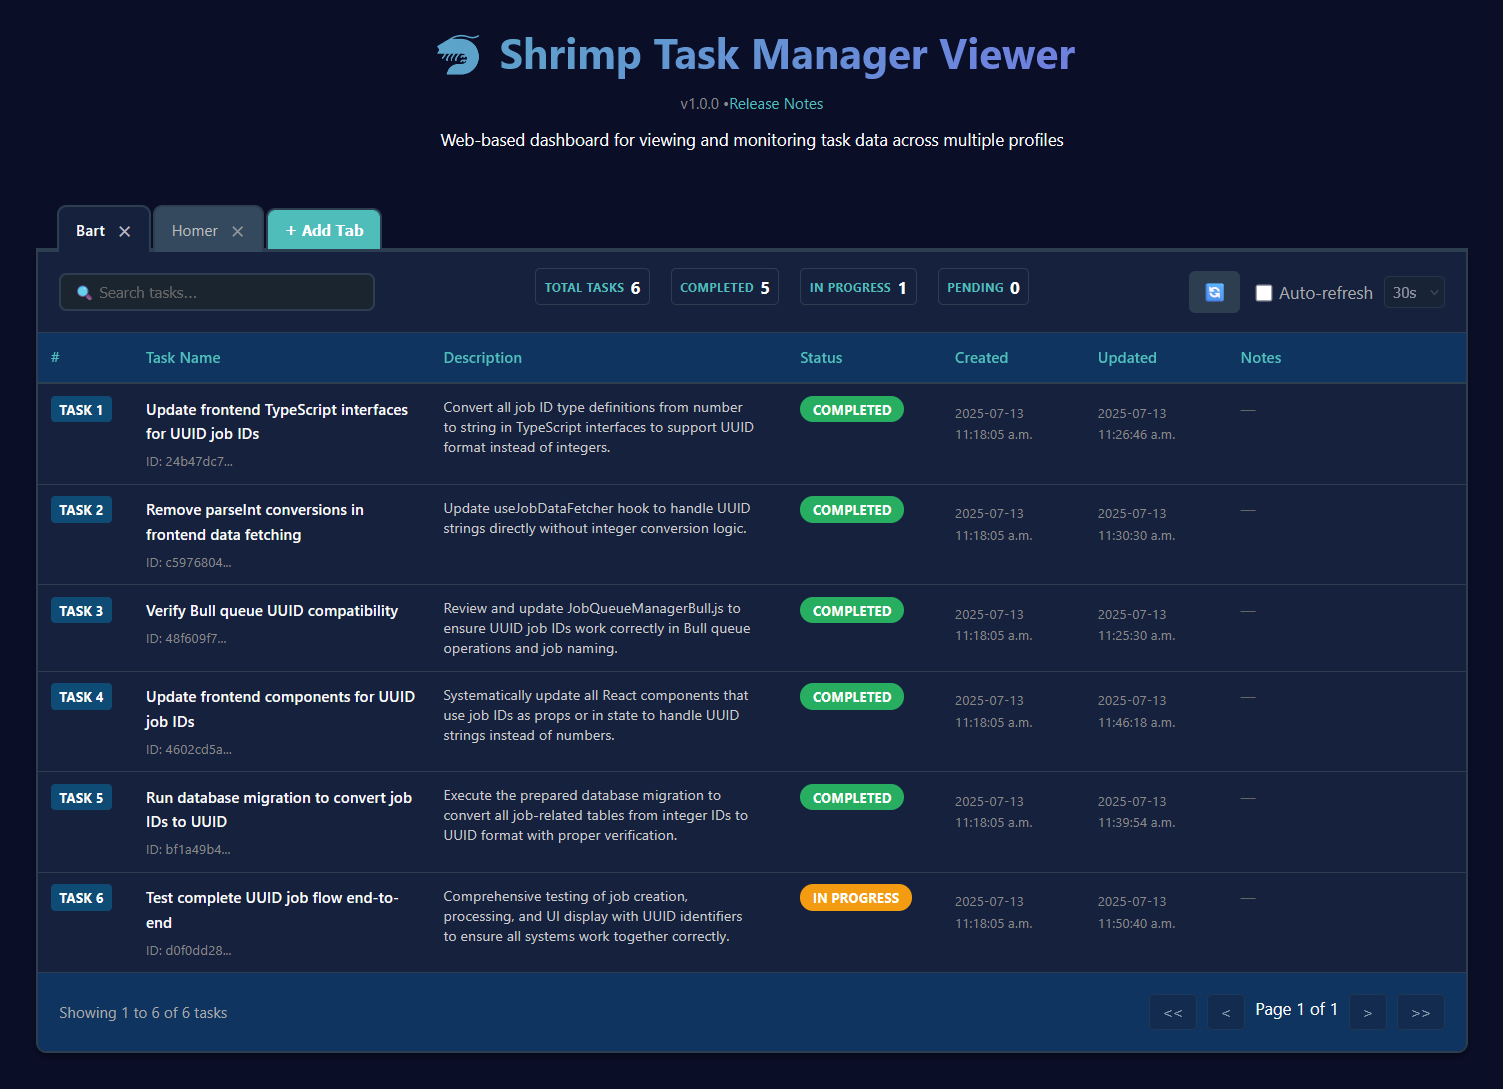 Shrimp Task Manager Viewer
v1.0.0 •Release Notes
Web-based dashboard for viewing and monitoring task data across multiple profiles
Bart ✕ Homer ✕ + Add Tab
Search tasks... TOTAL TASKS 6 COMPLETED 5 IN PROGRESS 1 PENDING 0 Auto-refresh 30s
# Task Name Description Status Created Updated Notes
TASK 1
Update frontend TypeScript interfaces
for UUID job IDs
ID: 24b47dc7...
Convert all job ID type definitions from number
to string in TypeScript interfaces to support UUID
format instead of integers.
COMPLETED
2025-07-13
11:18:05 a.m.
2025-07-13
11:26:46 a.m.
—
TASK 2
Remove parseInt conversions in
frontend data fetching
ID: c5976804...
Update useJobDataFetcher hook to handle UUID
strings directly without integer conversion logic.
COMPLETED
2025-07-13
11:18:05 a.m.
2025-07-13
11:30:30 a.m.
—
TASK 3
Verify Bull queue UUID compatibility
ID: 48f609f7...
Review and update JobQueueManagerBull.js to
ensure UUID job IDs work correctly in Bull queue
operations and job naming.
COMPLETED
2025-07-13
11:18:05 a.m.
2025-07-13
11:25:30 a.m.
—
TASK 4
Update frontend components for UUID
job IDs
ID: 4602cd5a...
Systematically update all React components that
use job IDs as props or in state to handle UUID
strings instead of numbers.
COMPLETED
2025-07-13
11:18:05 a.m.
2025-07-13
11:46:18 a.m.
—
TASK 5
Run database migration to convert job
IDs to UUID
ID: bf1a49b4...
Execute the prepared database migration to
convert all job-related tables from integer IDs to
UUID format with proper verification.
COMPLETED
2025-07-13
11:18:05 a.m.
2025-07-13
11:39:54 a.m.
—
TASK 6
Test complete UUID job flow end-to-
end
ID: d0f0dd28...
Comprehensive testing of job creation,
processing, and UI display with UUID identifiers
to ensure all systems work together correctly.
IN PROGRESS
2025-07-13
11:18:05 a.m.
2025-07-13
11:50:40 a.m.
—
Showing 1 to 6 of 6 tasks << < Page 1 of 1 > >>